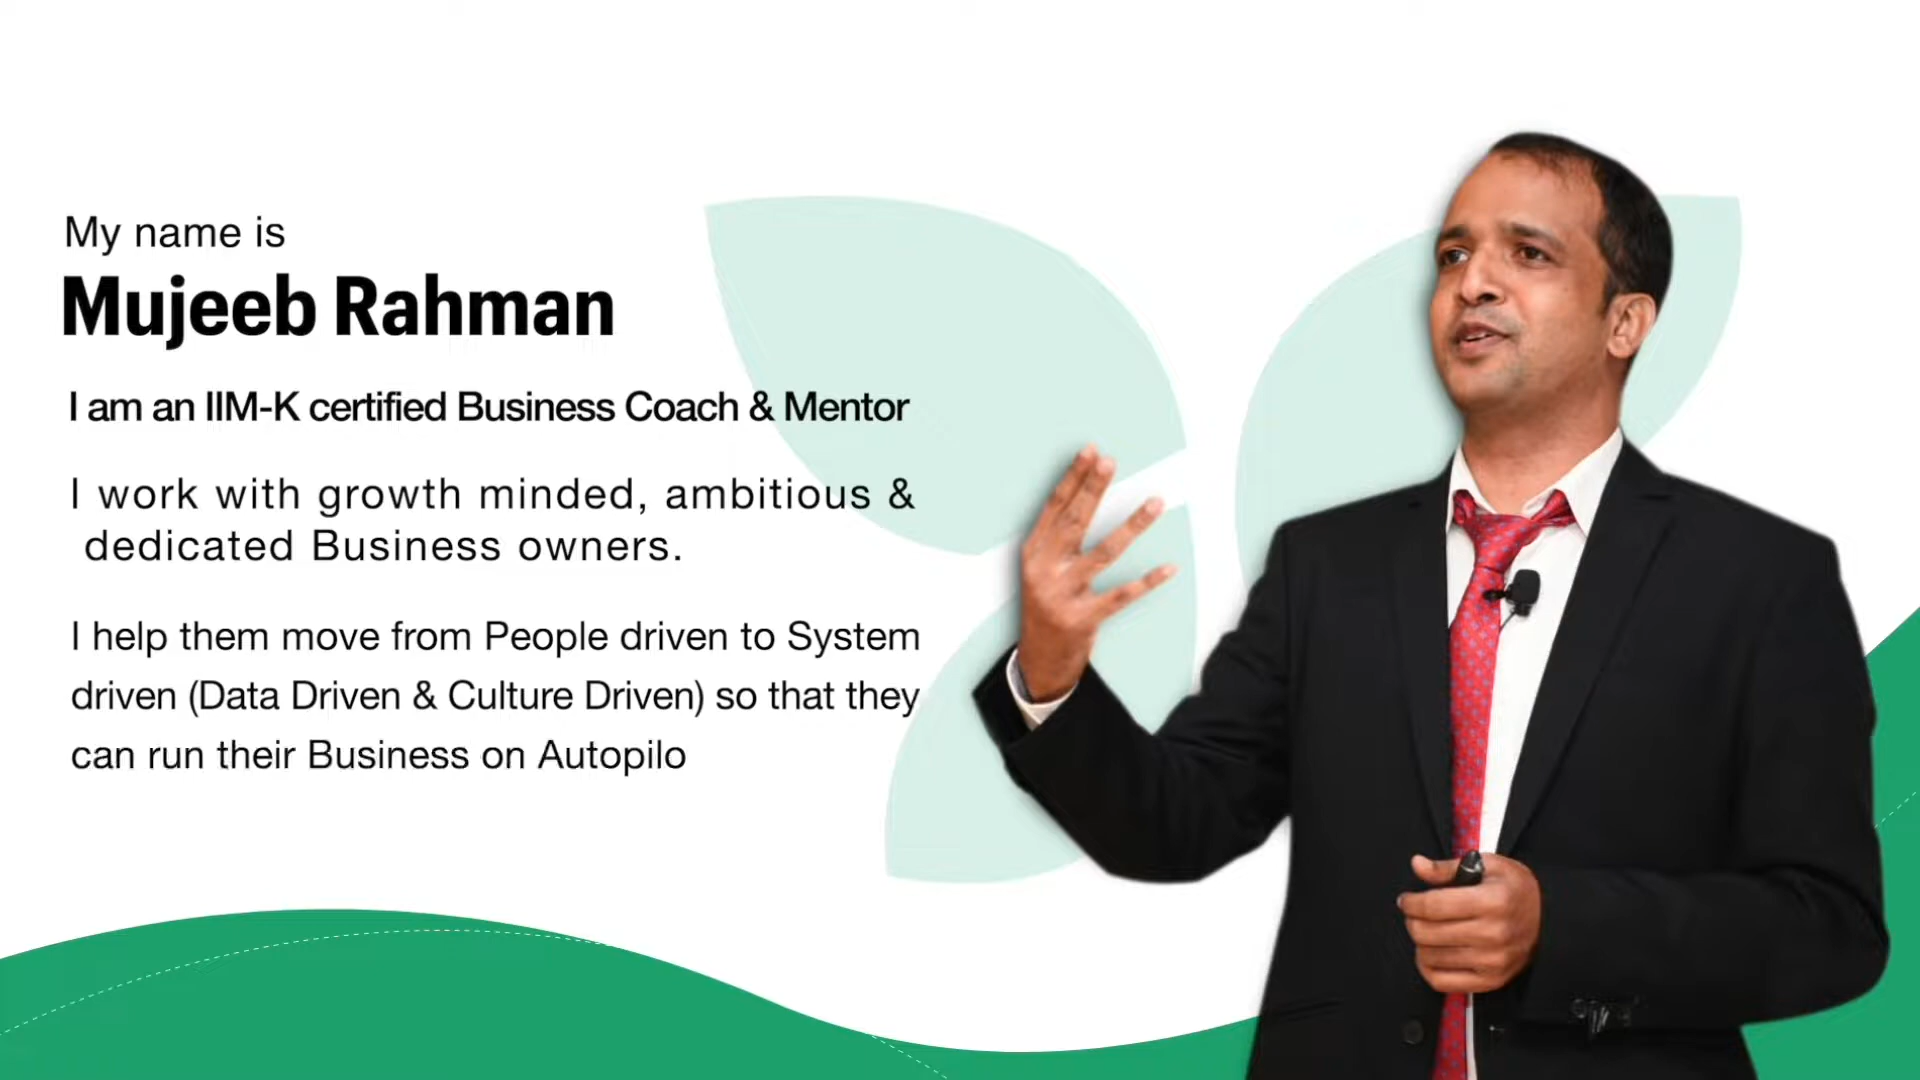 My name is
Mujeeb Rahman
I am an IIM-K certified Business Coach & Mentor
I work with growth minded, ambitious &
dedicated Business owners.
I help them move from People driven to System
driven (Data Driven & Culture Driven) so that they
can run their Business on Autopilo